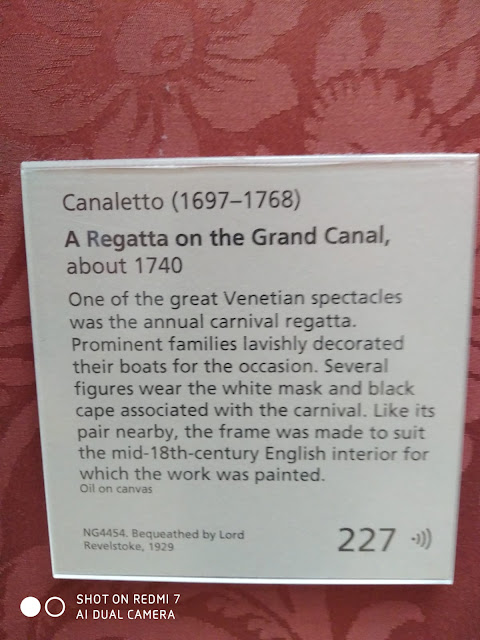 Canaletto (1697–1768)
A Regatta on the Grand Canal,
about 1740
One of the great Venetian spectacles
was the annual carnival regatta.
Prominent families lavishly decorated
their boats for the occasion. Several
figures wear the white mask and black
cape associated with the carnival. Like its
pair nearby, the frame was made to suit
the mid-18th-century English interior for
which the work was painted.
Oil on canvas
NG4454. Bequeathed by Lord
Revelstoke, 1929
227
SHOT ON REDMI 7
AI DUAL CAMERA